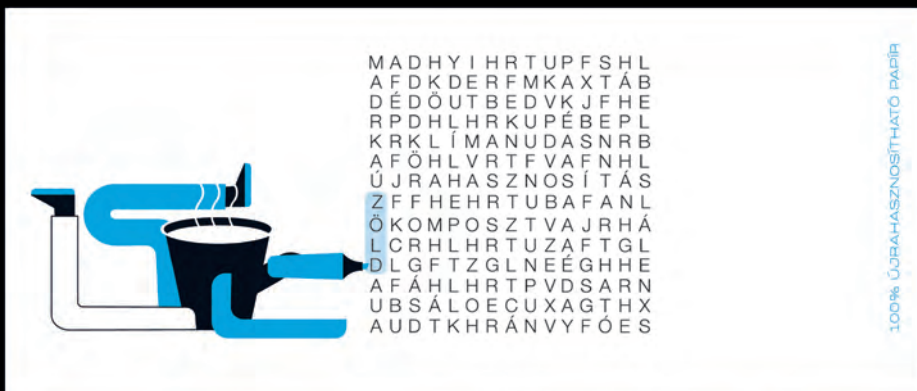 MADHYIHRTUPFSHL
AFDKDERFMKAXTÁB
DÉDÖUTBEDVKJFHE
RPDHLHRKUPÉBEPL
KRKLÍMANUDASNRB
AFÖHLVRTFVAFNHL
ÚJRAHASZNOSÍTÁS
ZFFHEHRTUBAFANL
ÖKOMPOSZTVAJRHÁ
LCRHLHRTUZAFTGL
DLGFTZGLNEÉGHHE
AFÁHLHRTPVDSARN
UBSÁLOECUXAGTHX
AUDTKHRÁNVYFÓES
100% ÚJRAHASZNOSÍTHATÓ PAPÍR